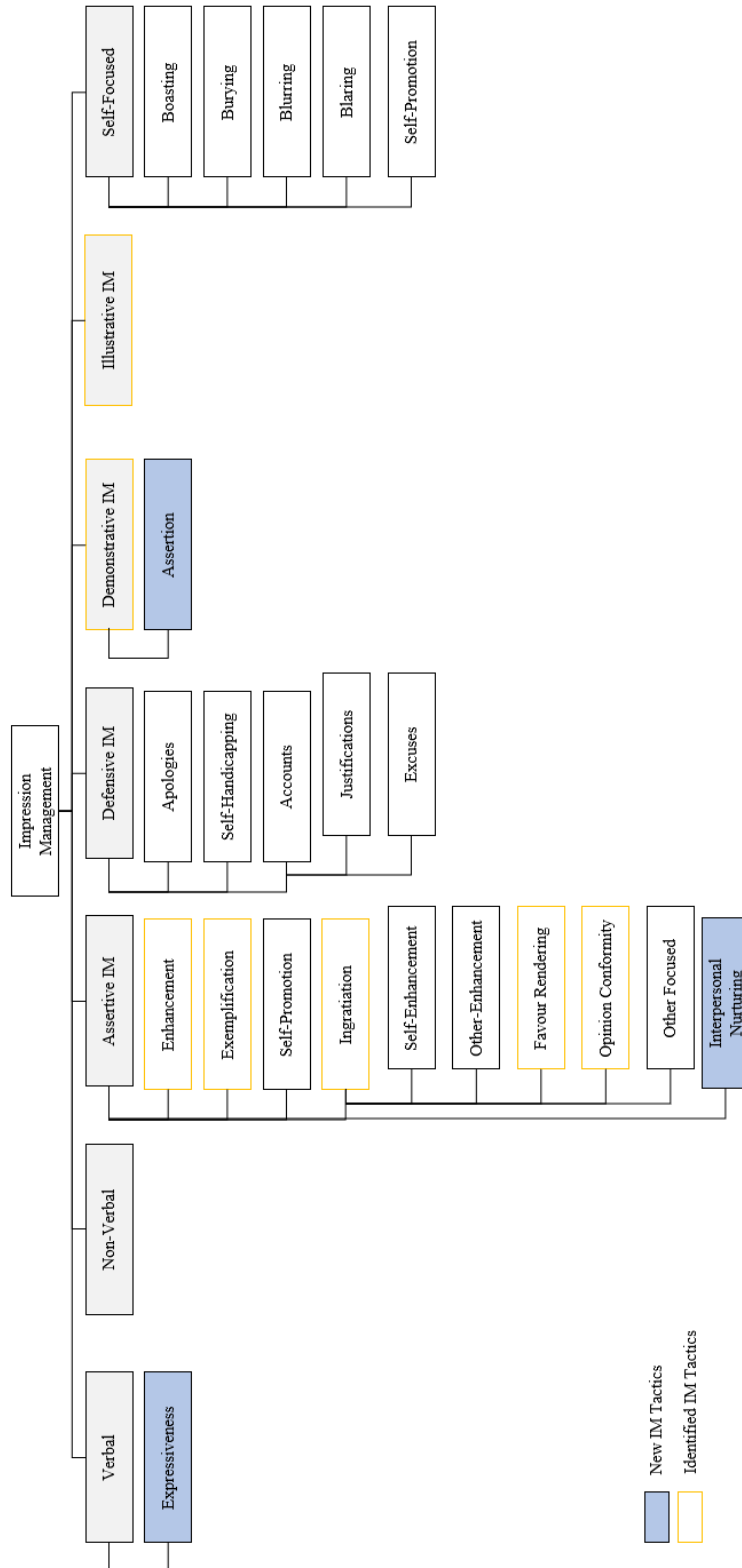 Impression
Management
Verbal
Expressiveness
Non-Verbal
Assertive IM
Enhancement
Exemplification
Self-Promotion
Ingratiation
Self-Enhancement
Other-Enhancement
Favour Rendering
Opinion Conformity
Other Focused
Interpersonal
Nurturing
Defensive IM
Apologies
Self-Handicapping
Accounts
Justifications
Excuses
Demonstrative IM
Assertion
Illustrative IM
Self-Focused
Boasting
Burying
Blurring
Blaring
Self-Promotion
New IM Tactics
Identified IM Tactics